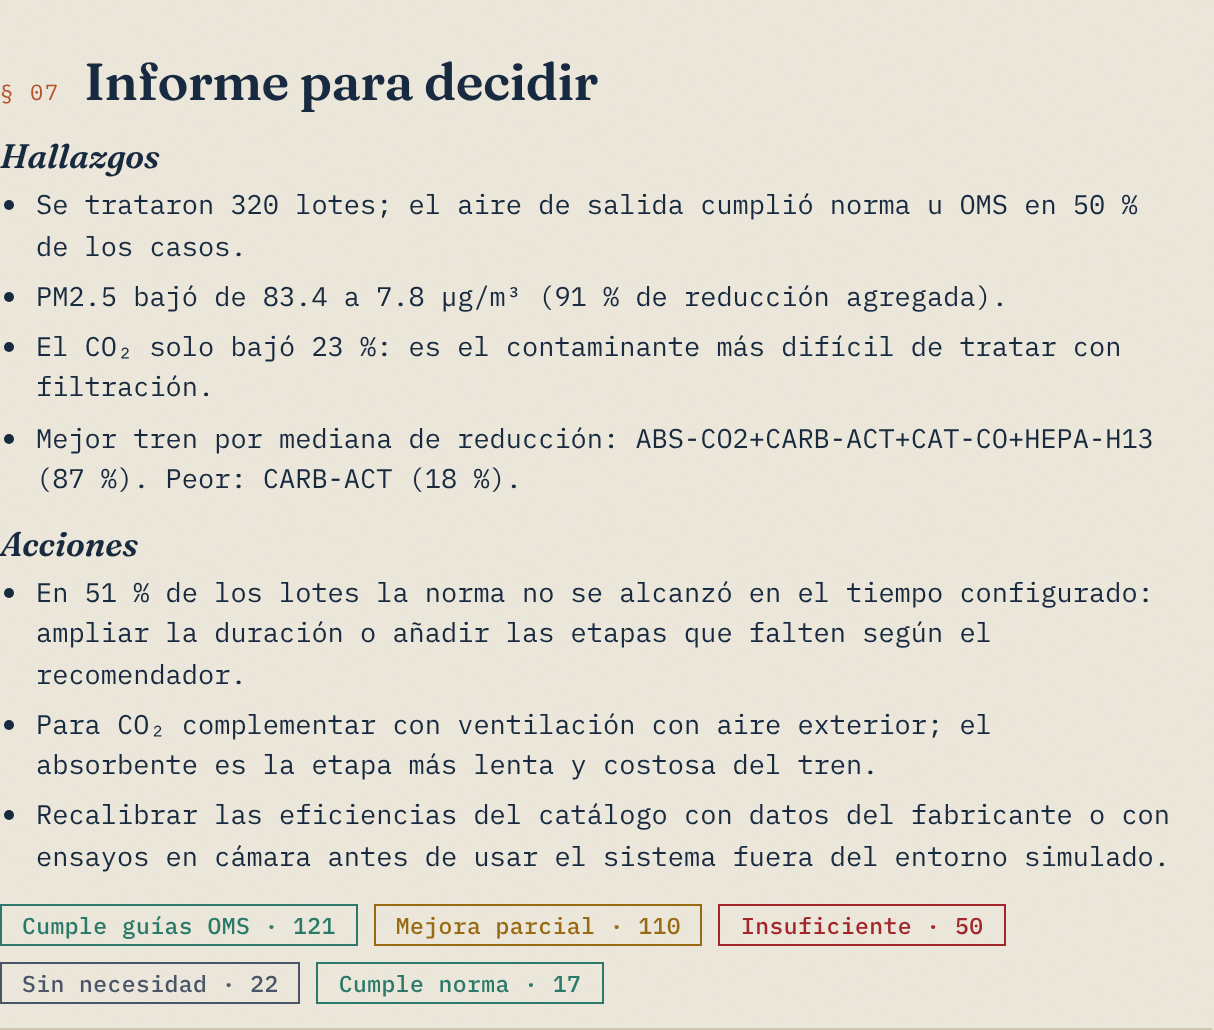 § 07 Informe para decidir
Hallazgos
• Se trataron 320 lotes; el aire de salida cumplió norma u OMS en 50 %
de los casos.
• PM2.5 bajó de 83.4 a 7.8 µg/m³ (91 % de reducción agregada).
• El CO₂ solo bajó 23 %: es el contaminante más difícil de tratar con
filtración.
• Mejor tren por mediana de reducción: ABS-CO2+CARB-ACT+CAT-CO+HEPA-H13
(87 %). Peor: CARB-ACT (18 %).
Acciones
• En 51 % de los lotes la norma no se alcanzó en el tiempo configurado:
ampliar la duración o añadir las etapas que falten según el
recomendador.
• Para CO₂ complementar con ventilación con aire exterior; el
absorbente es la etapa más lenta y costosa del tren.
• Recalibrar las eficiencias del catálogo con datos del fabricante o con
ensayos en cámara antes de usar el sistema fuera del entorno simulado.
Cumple guías OMS · 121 Mejora parcial · 110 Insuficiente · 50
Sin necesidad · 22 Cumple norma · 17